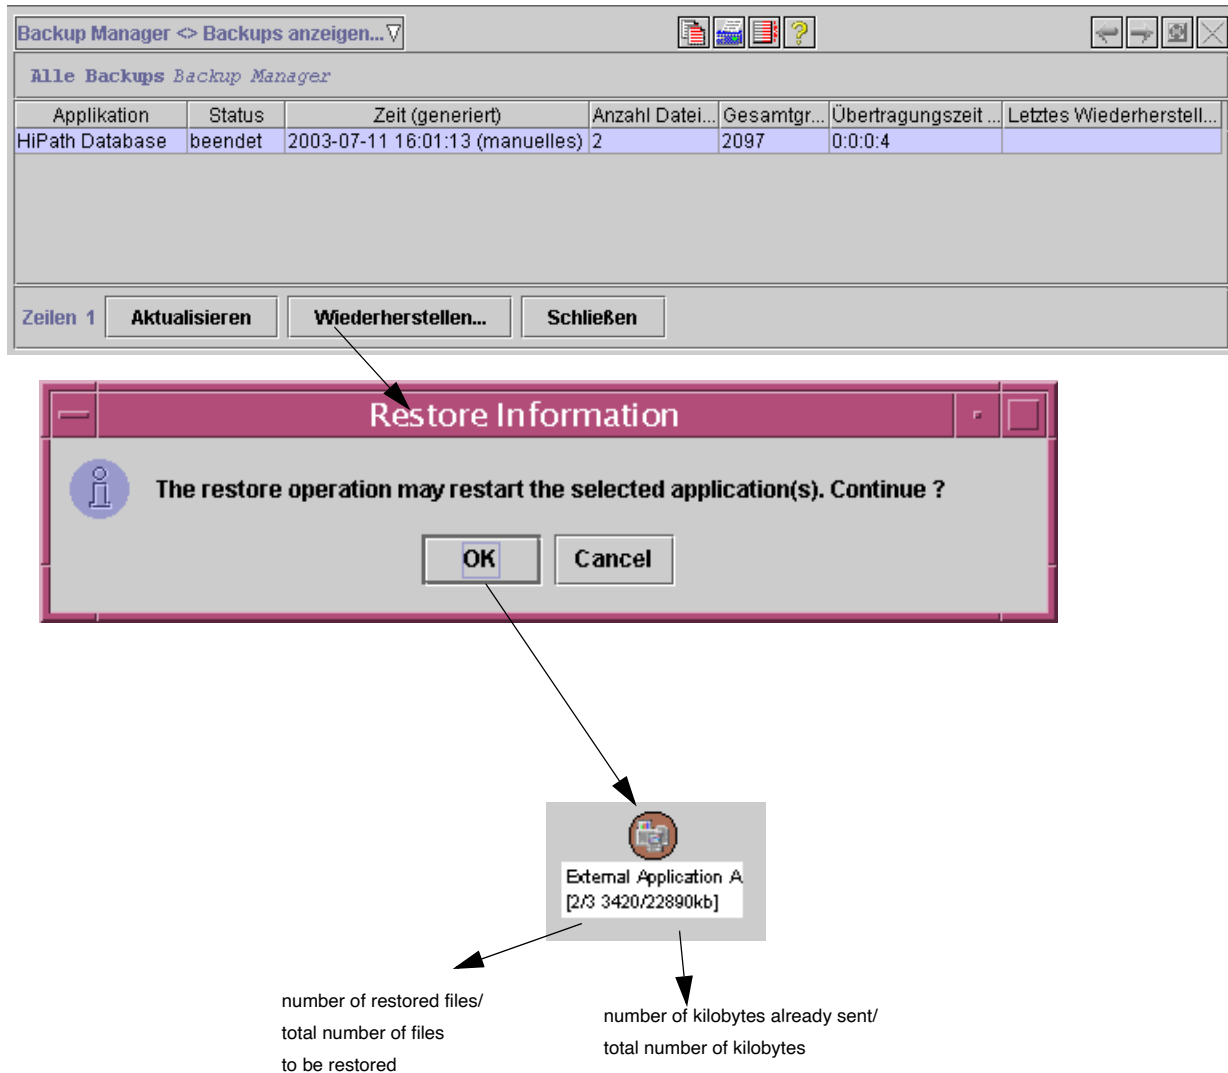 Backup Manager <> Backups anzeigen...
Alle Backups Backup Manager
Applikation Status Zeit (generiert) Anzahl Datei... Gesamtgr... Übertragungszeit ... Letztes Wiederherstell...
HiPath Database beendet 2003-07-11 16:01:13 (manuelles) 2 2097 0:0:0:4
Zeilen 1 Aktualisieren Wiederherstellen... Schließen
Restore Information
The restore operation may restart the selected application(s). Continue ?
OK Cancel
External Application A
[2/3 3420/22890kb]
number of restored files/
total number of files
to be restored
number of kilobytes already sent/
total number of kilobytes